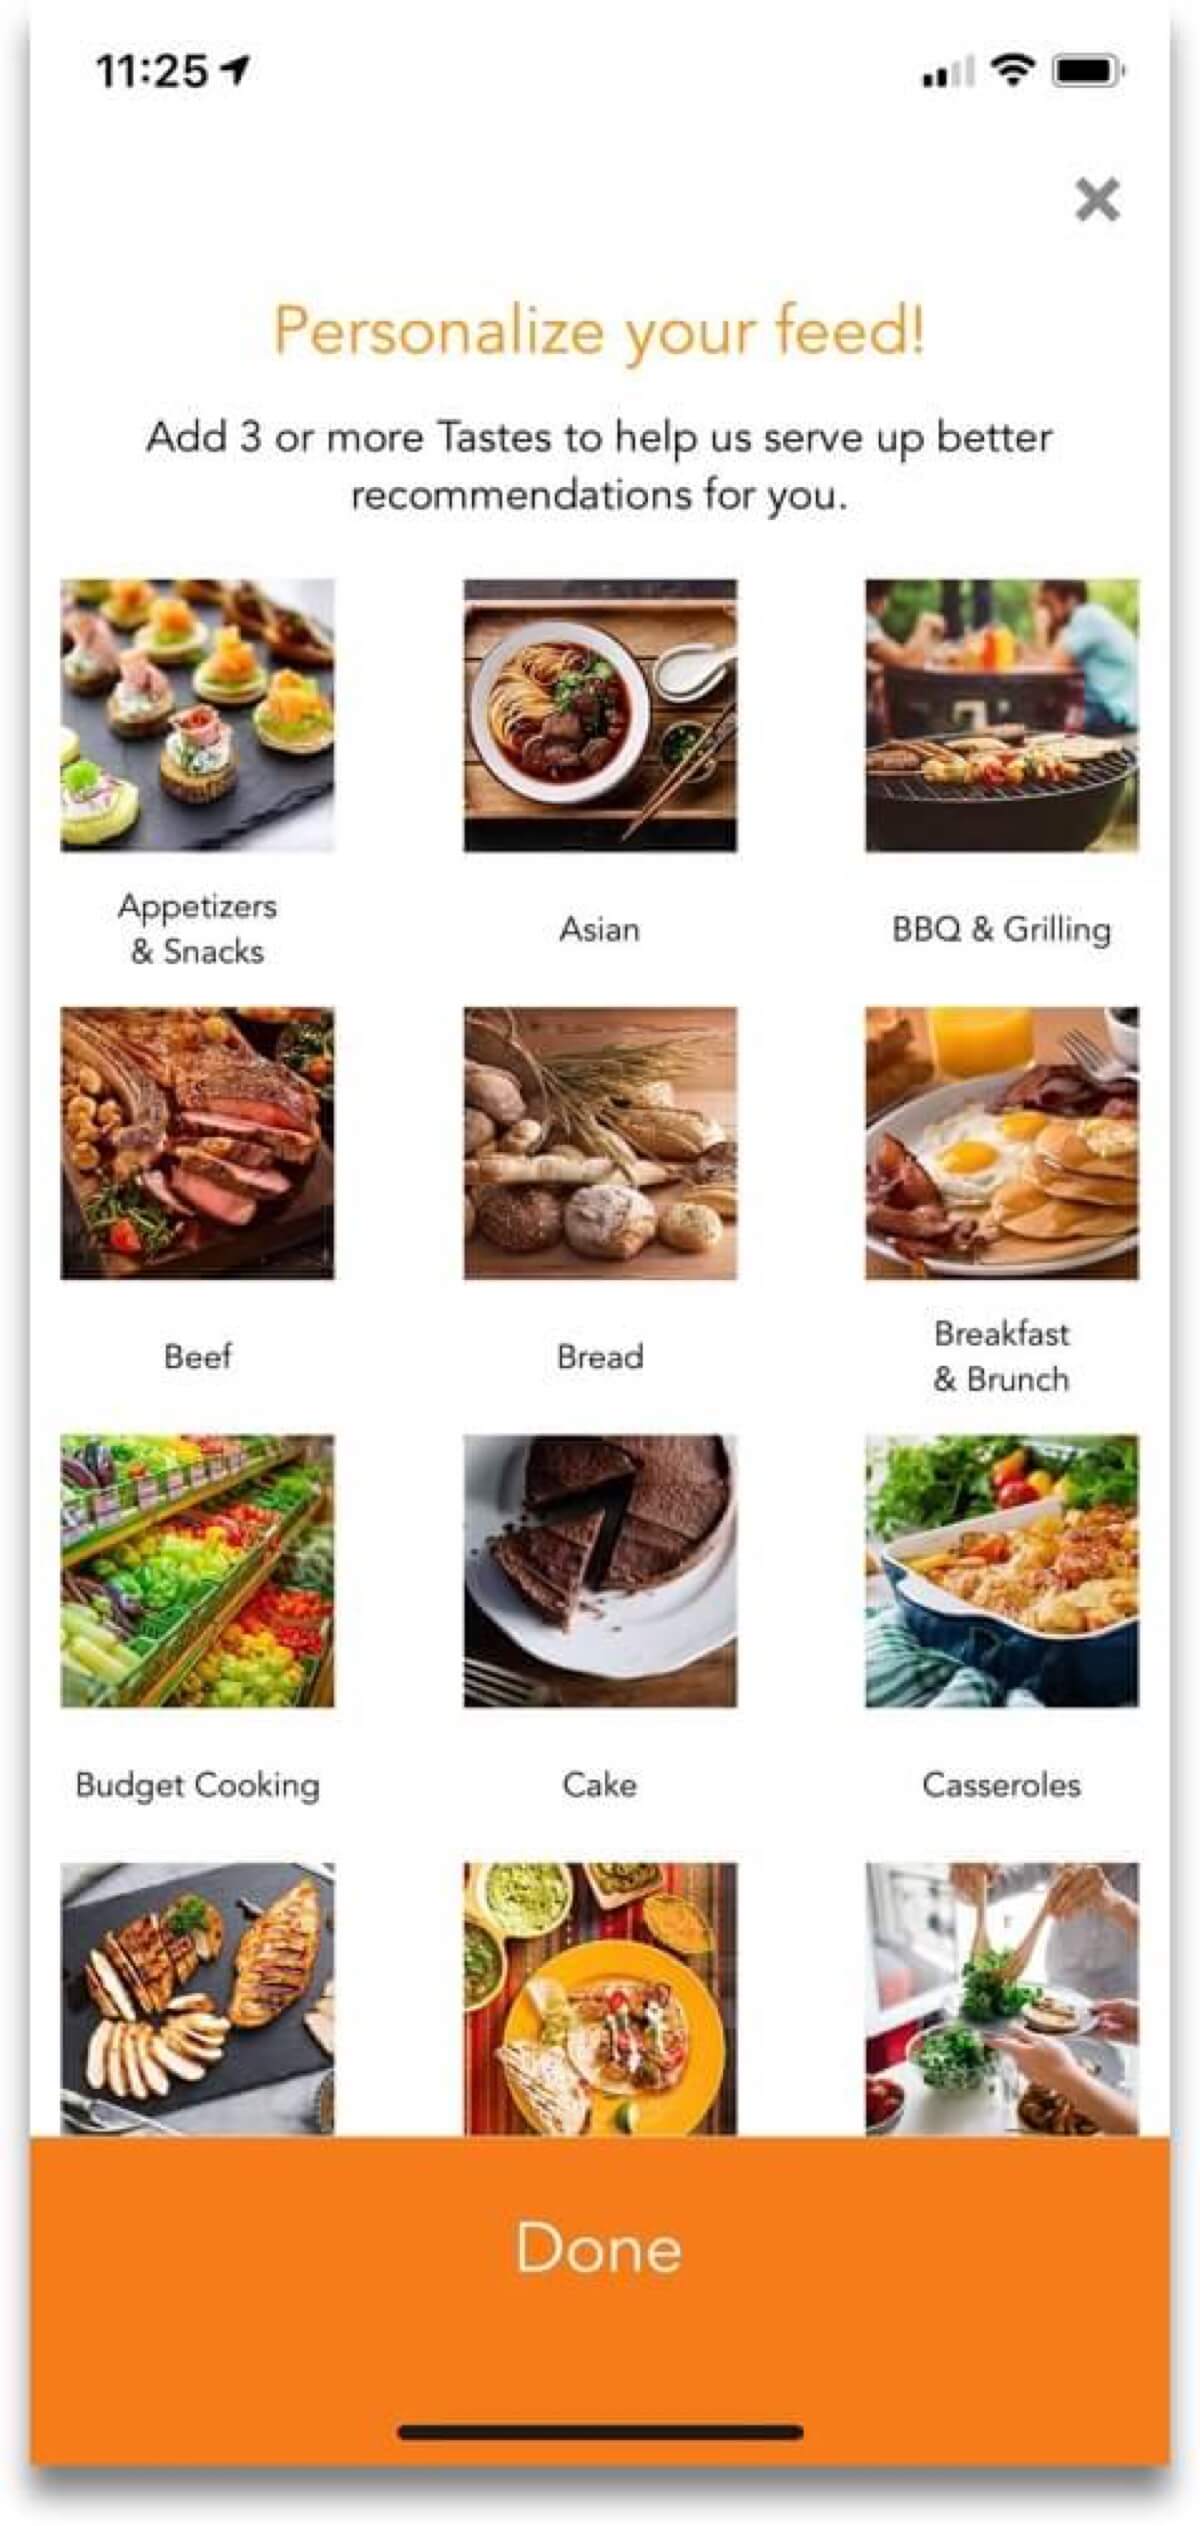 11:25
Personalize your feed!
Add 3 or more Tastes to help us serve up better
recommendations for you.
Appetizers
& Snacks
Asian
BBQ & Grilling
Beef
Bread
Breakfast
& Brunch
Budget Cooking
Cake
Casseroles
Done